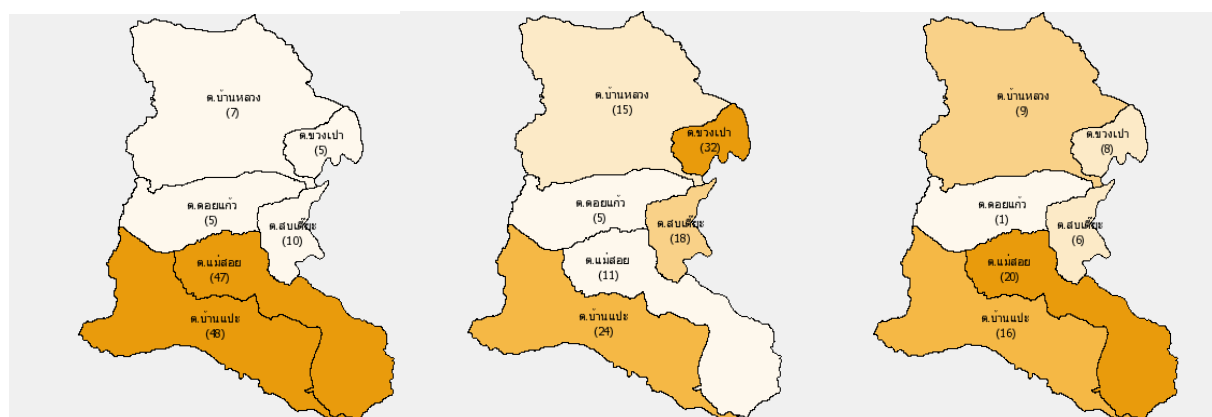 ต.บ้านหลวง
(7)
ต.ขวงเปา
(5)
ต.ดอยแก้ว
(5)
ต.สบเตี๊ยะ
(10)
ต.แม่สอย
(47)
ต.บ้านแปะ
(48)
ต.บ้านหลวง
(15)
ต.ขวงเปา
(32)
ต.ดอยแก้ว
(5)
ต.สบเตี๊ยะ
(18)
ต.แม่สอย
(11)
ต.บ้านแปะ
(24)
ต.บ้านหลวง
(9)
ต.ขวงเปา
(8)
ต.ดอยแก้ว
(1)
ต.สบเตี๊ยะ
(6)
ต.แม่สอย
(20)
ต.บ้านแปะ
(16)